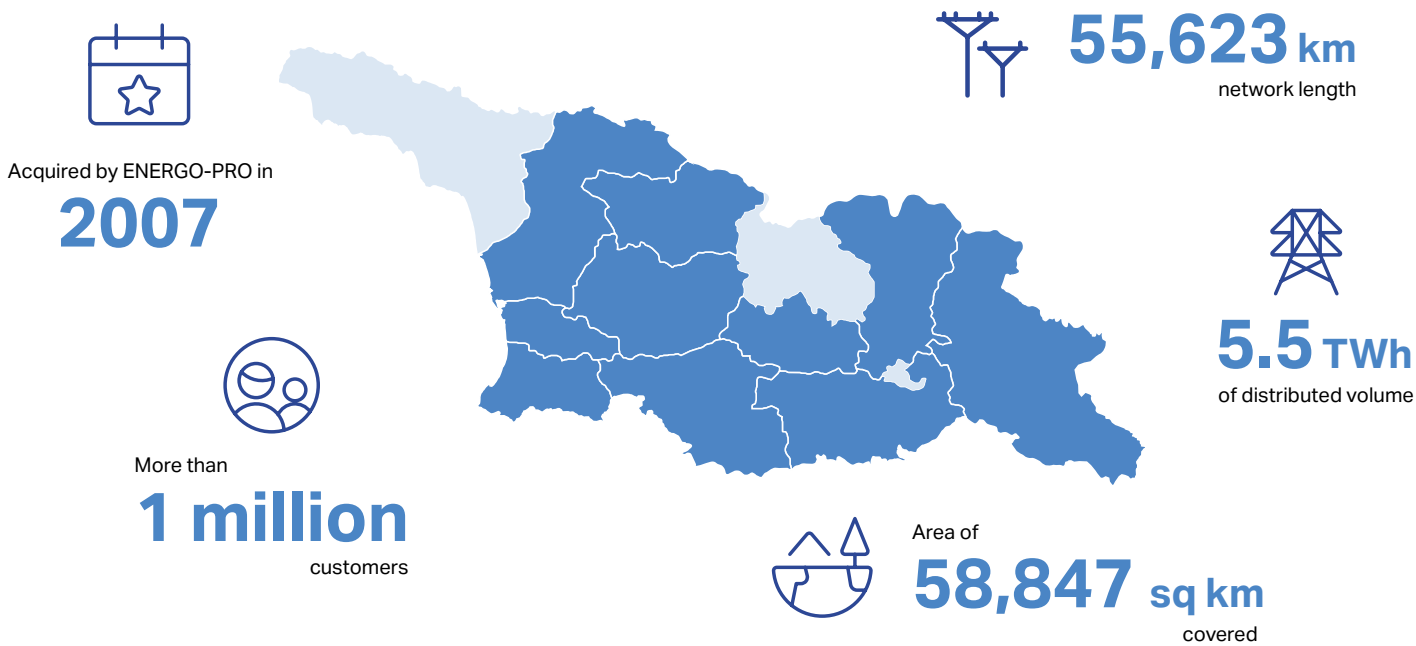 Acquired by ENERGO-PRO in
2007
55,623 km
network length
5.5 TWh
of distributed volume
More than
1 million
customers
Area of
58,847 sq km
covered